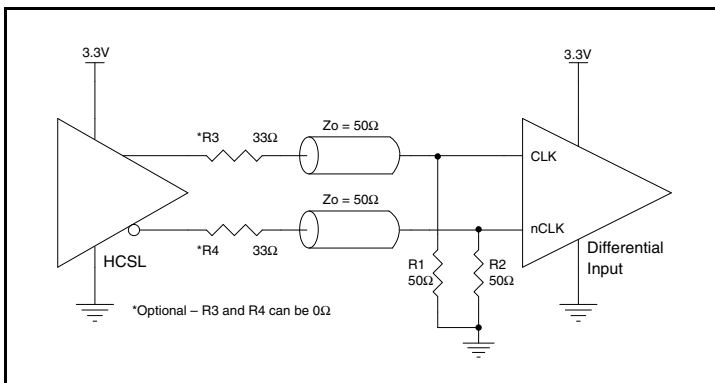 3.3V
3.3V
*R3
33Ω
Zo = 50Ω
CLK
Zo = 50Ω
nCLK
*R4
33Ω
HCSL
R1
50Ω
R2
50Ω
Differential
Input
*Optional – R3 and R4 can be 0Ω